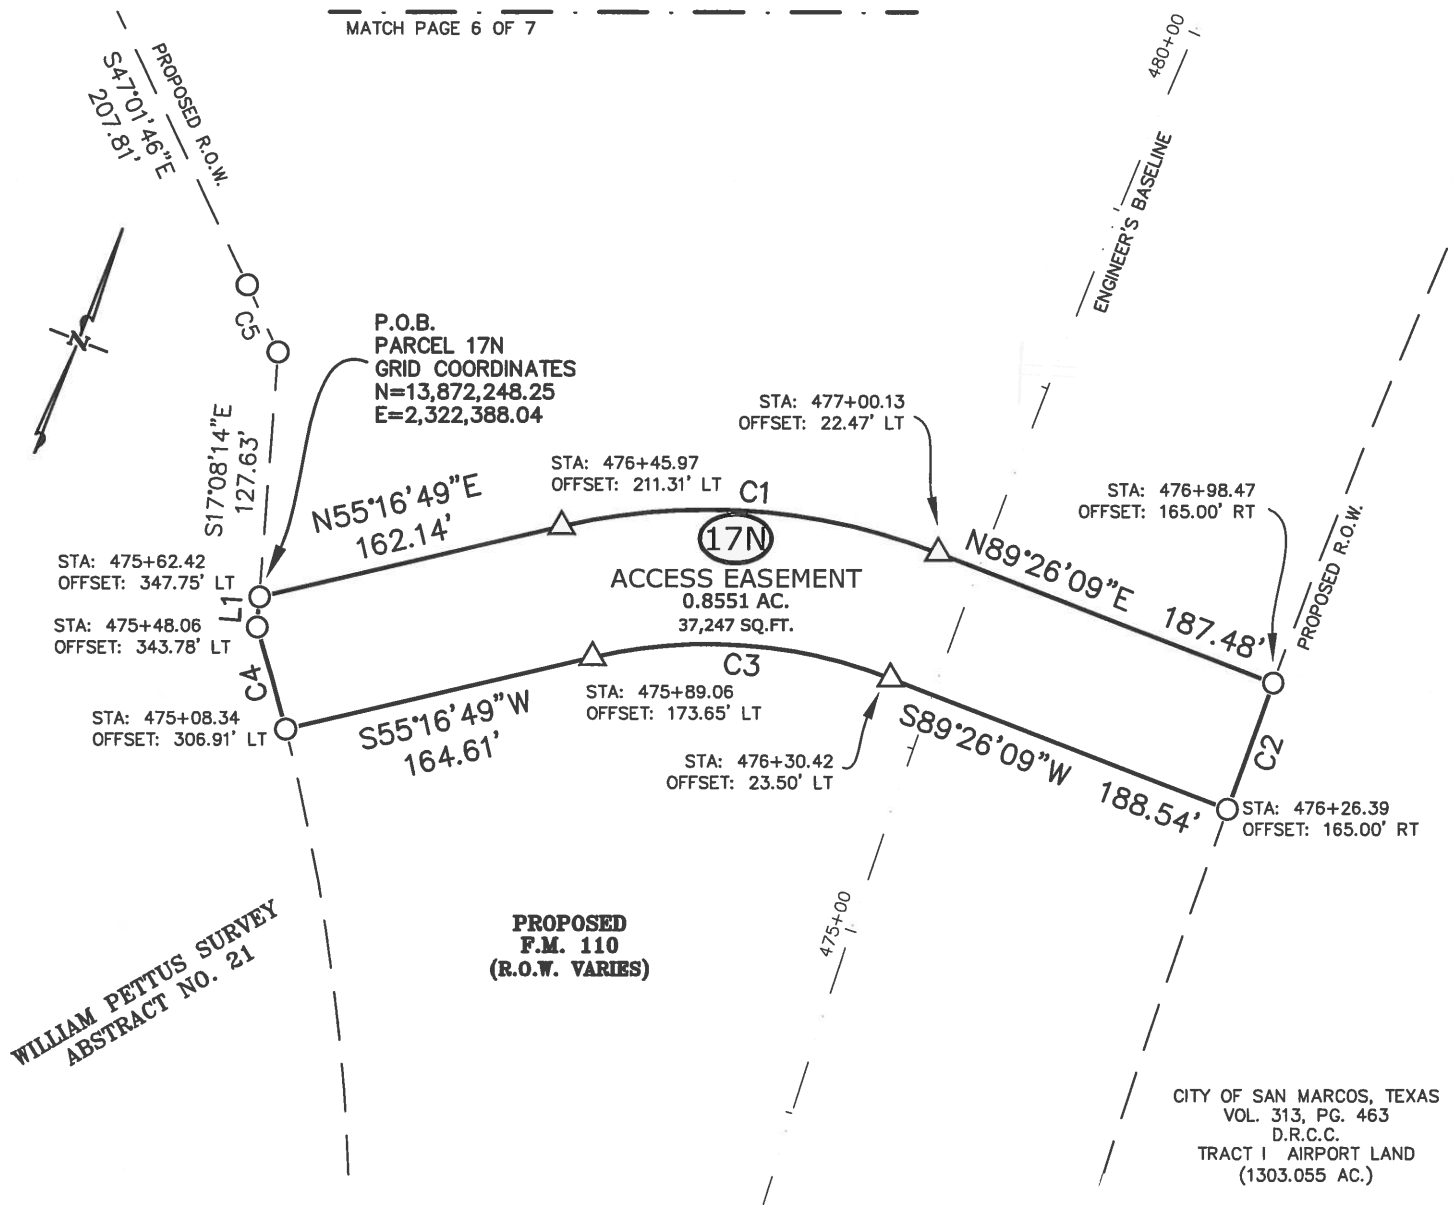 MATCH PAGE 6 OF 7
480+00
PROPOSED R.O.W.
S47°01'46"E
207.81'
ENGINEER'S BASELINE
C5
N
P.O.B.
PARCEL 17N
GRID COORDINATES
N=13,872,248.25
E=2,322,388.04
S17°08'14"E
127.63'
STA: 477+00.13
OFFSET: 22.47' LT
STA: 476+45.97
OFFSET: 211.31' LT
C1
N55°16'49"E
162.14'
STA: 476+98.47
OFFSET: 165.00' RT
PROPOSED R.O.W.
17N
ACCESS EASEMENT
0.8551 AC.
37,247 SQ.FT.
N89°26'09"E 187.48'
STA: 475+62.42
OFFSET: 347.75' LT
L1
STA: 475+48.06
OFFSET: 343.78' LT
C4
C3
STA: 475+89.06
OFFSET: 173.65' LT
STA: 475+08.34
OFFSET: 306.91' LT
S55°16'49"W
164.61'
S89°26'09"W 188.54'
C2
STA: 476+30.42
OFFSET: 23.50' LT
STA: 476+26.39
OFFSET: 165.00' RT
475+00
PROPOSED
F.M. 110
(R.O.W. VARIES)
WILLIAM PETTUS SURVEY
ABSTRACT NO. 21
CITY OF SAN MARCOS, TEXAS
VOL. 313, PG. 463
D.R.C.C.
TRACT I AIRPORT LAND
(1303.055 AC.)